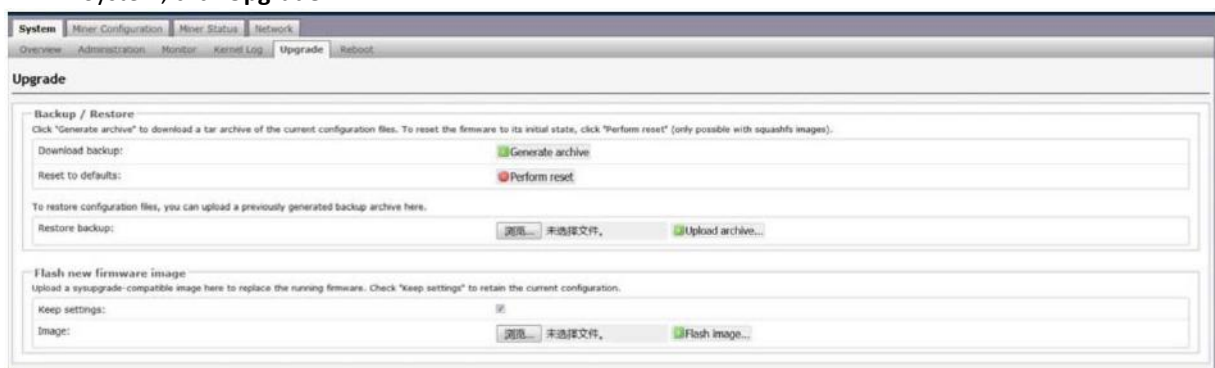 System Miner Configuration Miner Status Network
Overview Administration Monitor Kernel Log Upgrade Reboot
Upgrade
Backup / Restore
Click "Generate archive" to download a tar archive of the current configuration files. To reset the firmware to its initial state, click "Perform reset" (only possible with squashfs images).
Download backup: Generate archive
Reset to defaults: Perform reset
To restore configuration files, you can upload a previously generated backup archive here.
Restore backup: 浏览... 未选择文件。 Upload archive...
Flash new firmware image
Upload a sysupgrade-compatible image here to replace the running firmware. Check "Keep settings" to retain the current configuration.
Keep settings:
Image: 浏览... 未选择文件。 Flash image...